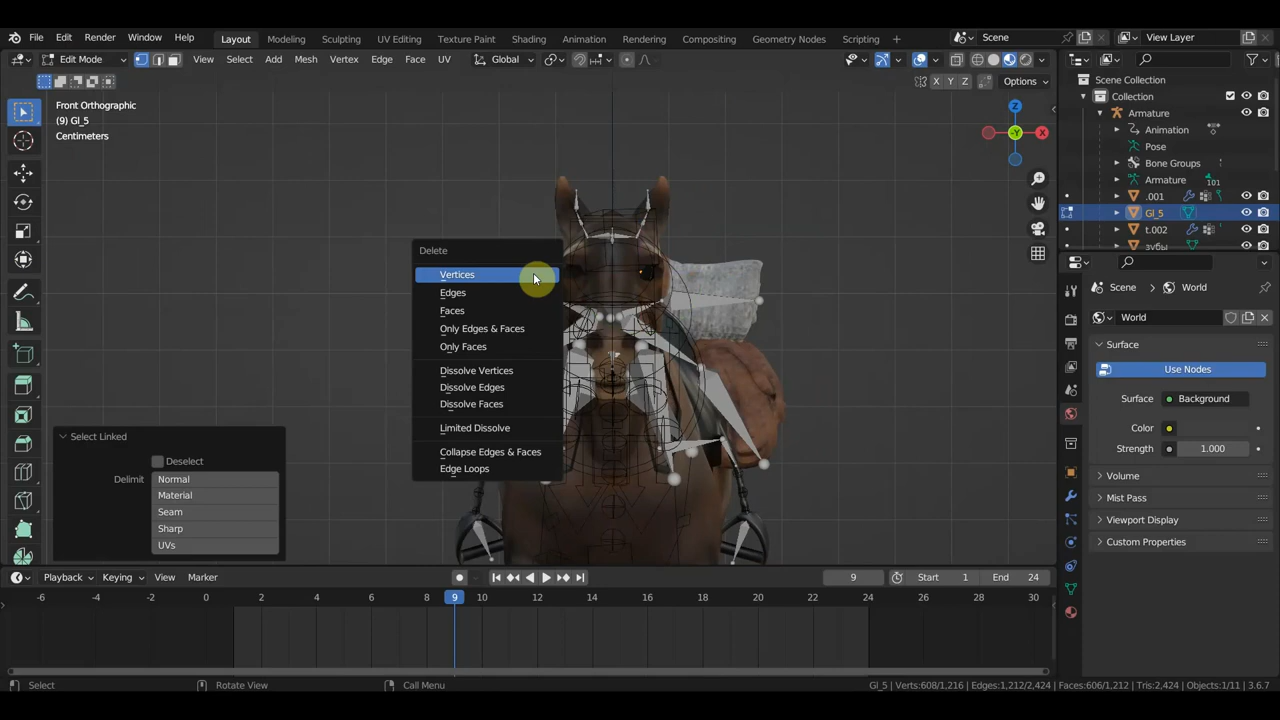 File Edit Render Window Help Layout Modeling Sculpting UV Editing Texture Paint Shading Animation Rendering Compositing Geometry Nodes Scripting + Scene View Layer
Edit Mode View Select Add Mesh Vertex Edge Face UV Global
X Y Z Options
Front Orthographic
(9) Gl_5
Centimeters
Z
-Y
X
Delete
Vertices
Edges
Faces
Only Edges & Faces
Only Faces
Dissolve Vertices
Dissolve Edges
Dissolve Faces
Limited Dissolve
Collapse Edges & Faces
Edge Loops
Select Linked
Deselect
Delimit Normal
Material
Seam
Sharp
UVs
Scene Collection
Collection
Armature
Animation
Pose
Bone Groups
Armature 101
.001
Gl_5
t.002
зубы
Scene > World
World
Surface
Use Nodes
Surface Background
Color
Strength 1.000
Volume
Mist Pass
Viewport Display
Custom Properties
Playback Keying View Marker 9 Start 1 End 24
-6 -4 -2 0 2 4 6 8 9 10 12 14 16 18 20 22 24 26 28 30
Select Rotate View Call Menu Gl_5 | Verts:608/1,216 | Edges:1,212/2,424 | Faces:606/1,212 | Tris:2,424 | Objects:1/11 | 3.6.7